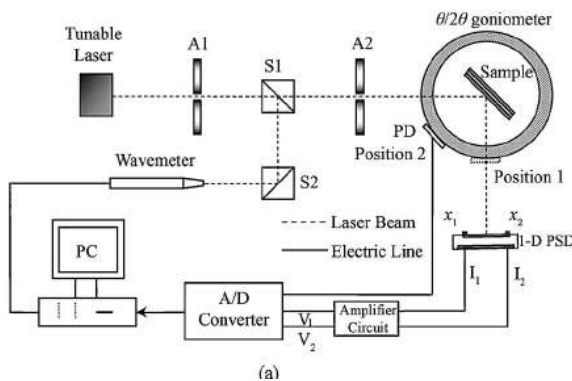 θ/2θ goniometer
Tunable
Laser
A1
S1
A2
Sample
PD
Position 2
Position 1
Wavemeter
S2
x₁
x₂
1-D PSD
Laser Beam
Electric Line
I₁
I₂
PC
A/D
Converter
V₁
V₂
Amplifier
Circuit
(a)